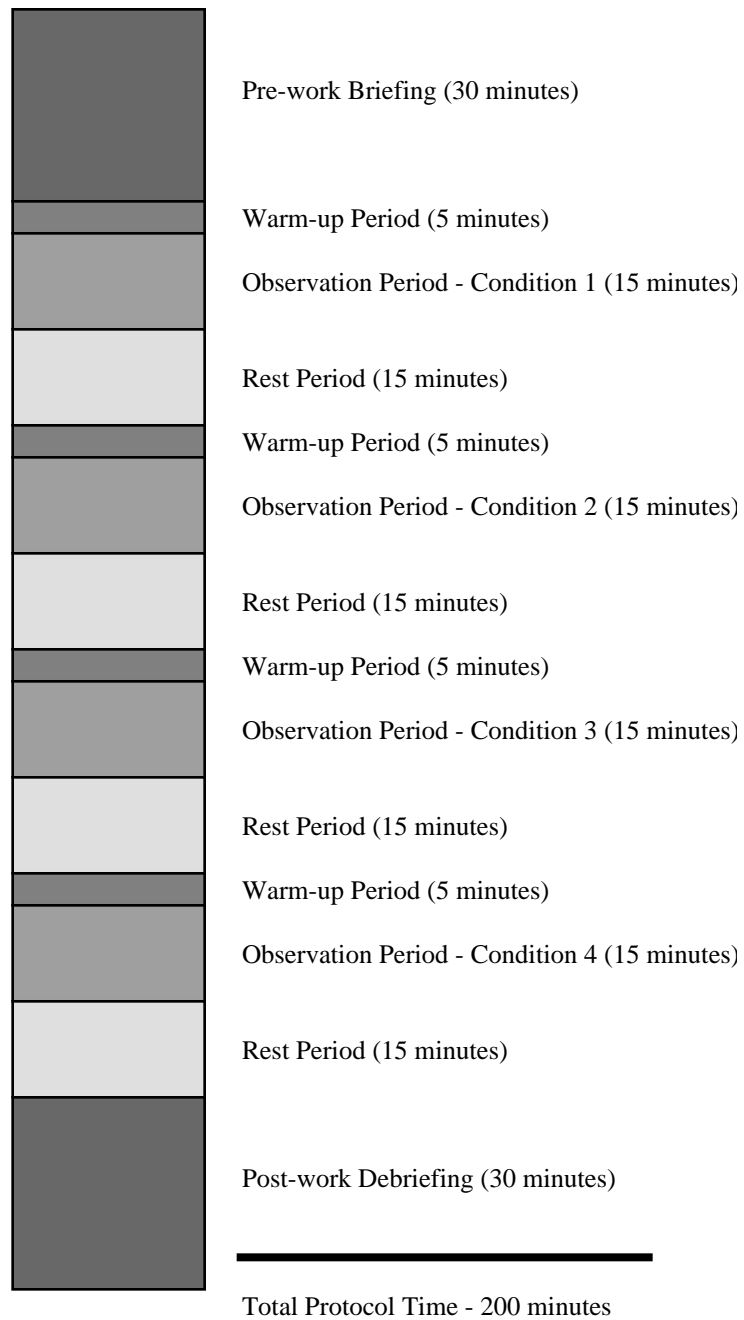 Pre-work Briefing (30 minutes)
Warm-up Period (5 minutes)
Observation Period - Condition 1 (15 minutes)
Rest Period (15 minutes)
Warm-up Period (5 minutes)
Observation Period - Condition 2 (15 minutes)
Rest Period (15 minutes)
Warm-up Period (5 minutes)
Observation Period - Condition 3 (15 minutes)
Rest Period (15 minutes)
Warm-up Period (5 minutes)
Observation Period - Condition 4 (15 minutes)
Rest Period (15 minutes)
Post-work Debriefing (30 minutes)
Total Protocol Time - 200 minutes